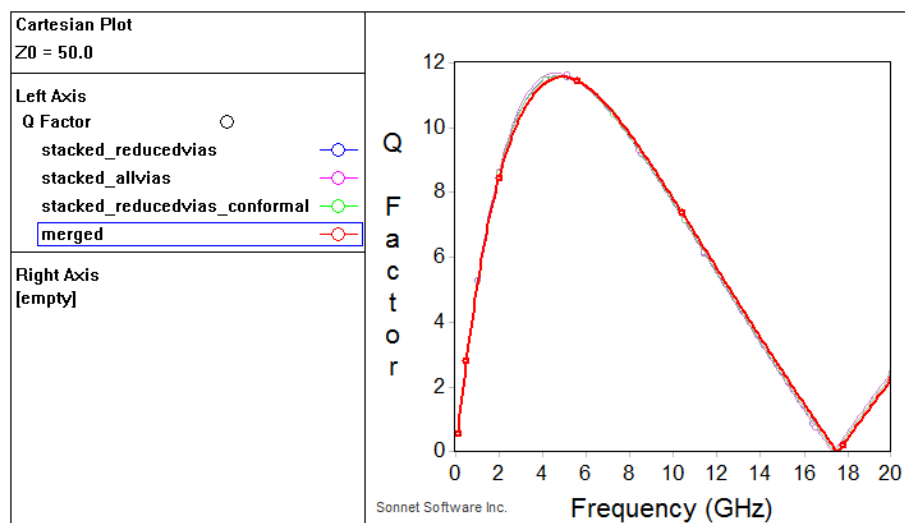 Cartesian Plot
Z0 = 50.0
Left Axis
Q Factor
stacked_reducedvias
stacked_allvias
stacked_reducedvias_conformal
merged
Right Axis
[empty]
Q Factor
12
10
8
6
4
2
0
0 2 4 6 8 10 12 14 16 18 20
Sonnet Software Inc.
Frequency (GHz)